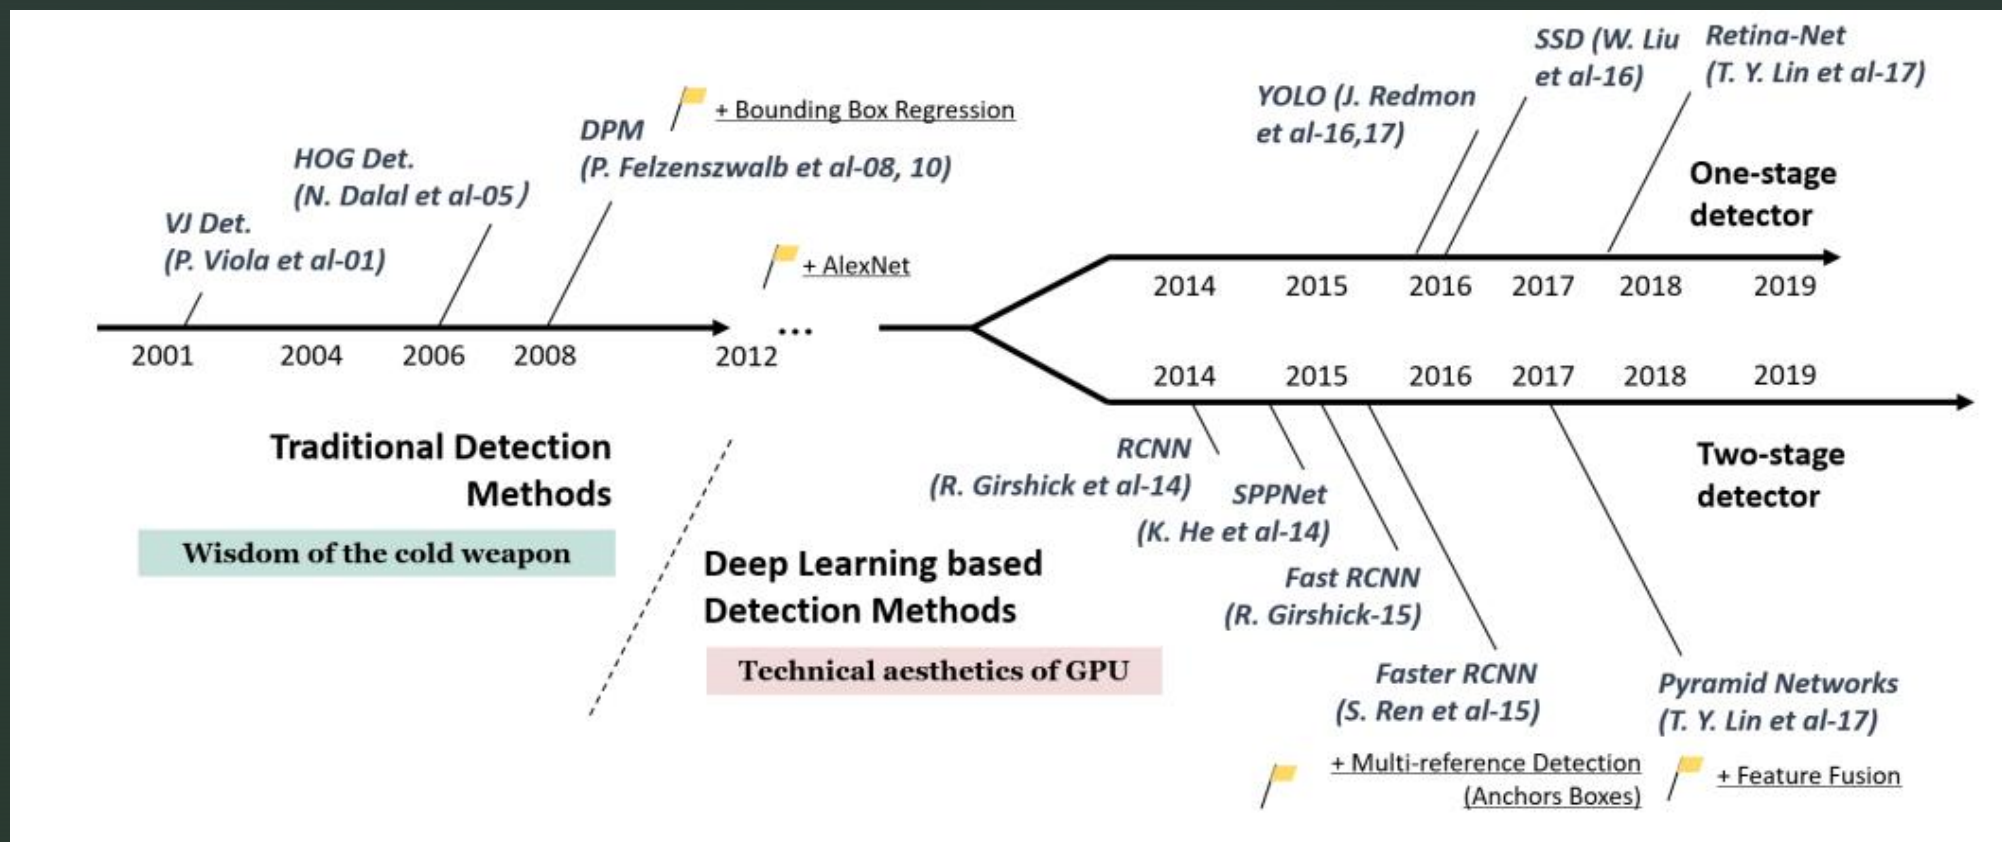 VJ Det.
(P. Viola et al-01)
HOG Det.
(N. Dalal et al-05)
DPM
(P. Felzenszwalb et al-08, 10)
+ Bounding Box Regression
+ AlexNet
...
2001
2004
2006
2008
2012
Traditional Detection
Methods
Wisdom of the cold weapon
Deep Learning based
Detection Methods
Technical aesthetics of GPU
YOLO (J. Redmon
et al-16,17)
SSD (W. Liu
et al-16)
Retina-Net
(T. Y. Lin et al-17)
One-stage
detector
2014
2015
2016
2017
2018
2019
2014
2015
2016
2017
2018
2019
Two-stage
detector
RCNN
(R. Girshick et al-14)
SPPNet
(K. He et al-14)
Fast RCNN
(R. Girshick-15)
Faster RCNN
(S. Ren et al-15)
+ Multi-reference Detection
(Anchors Boxes)
Pyramid Networks
(T. Y. Lin et al-17)
+ Feature Fusion